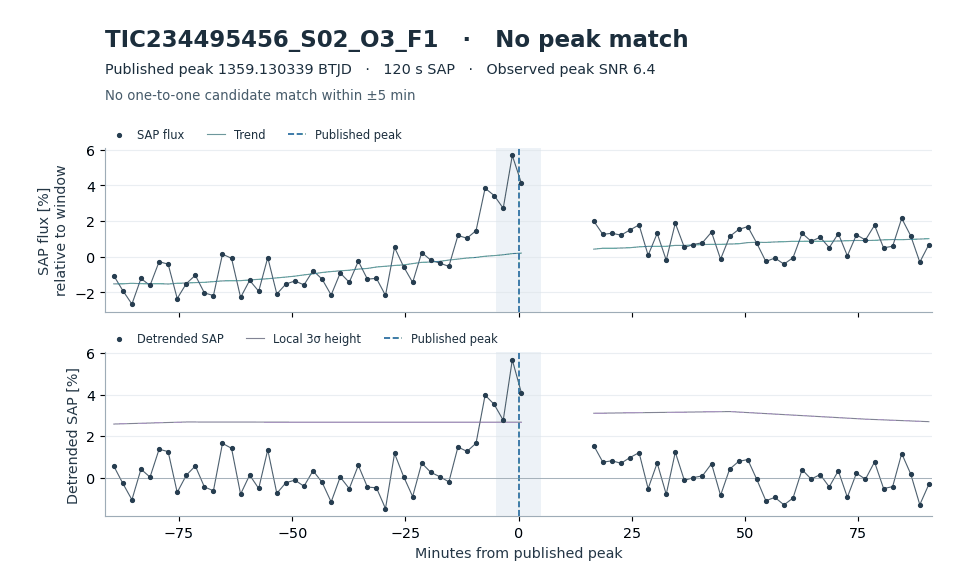 TIC234495456_S02_O3_F1 · No peak match
Published peak 1359.130339 BTJD · 120 s SAP · Observed peak SNR 6.4
No one-to-one candidate match within ±5 min
SAP flux Trend Published peak
SAP flux [%]
relative to window
6
4
2
0
−2
Detrended SAP Local 3σ height Published peak
Detrended SAP [%]
6
4
2
0
−75 −50 −25 0 25 50 75
Minutes from published peak